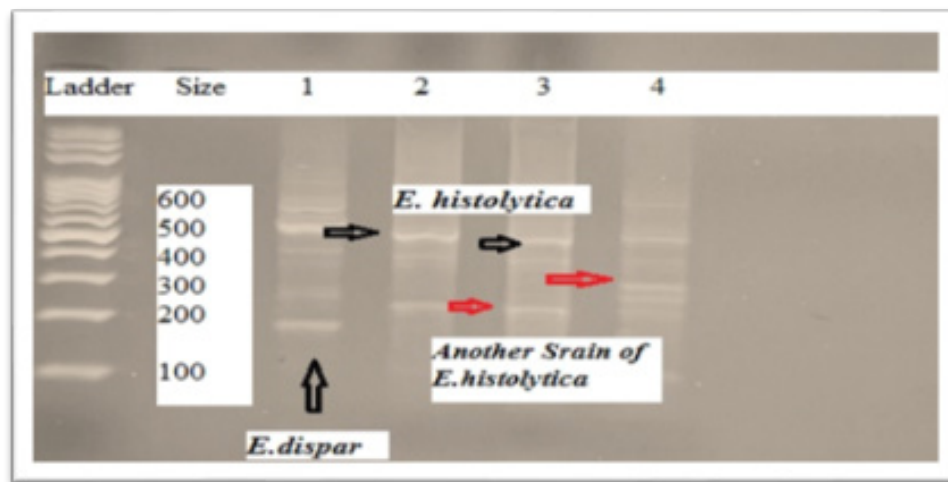 Ladder Size 1 2 3 4
600
E. histolytica
500
400
300
200
Another Srain of
E.histolytica
100
E.dispar